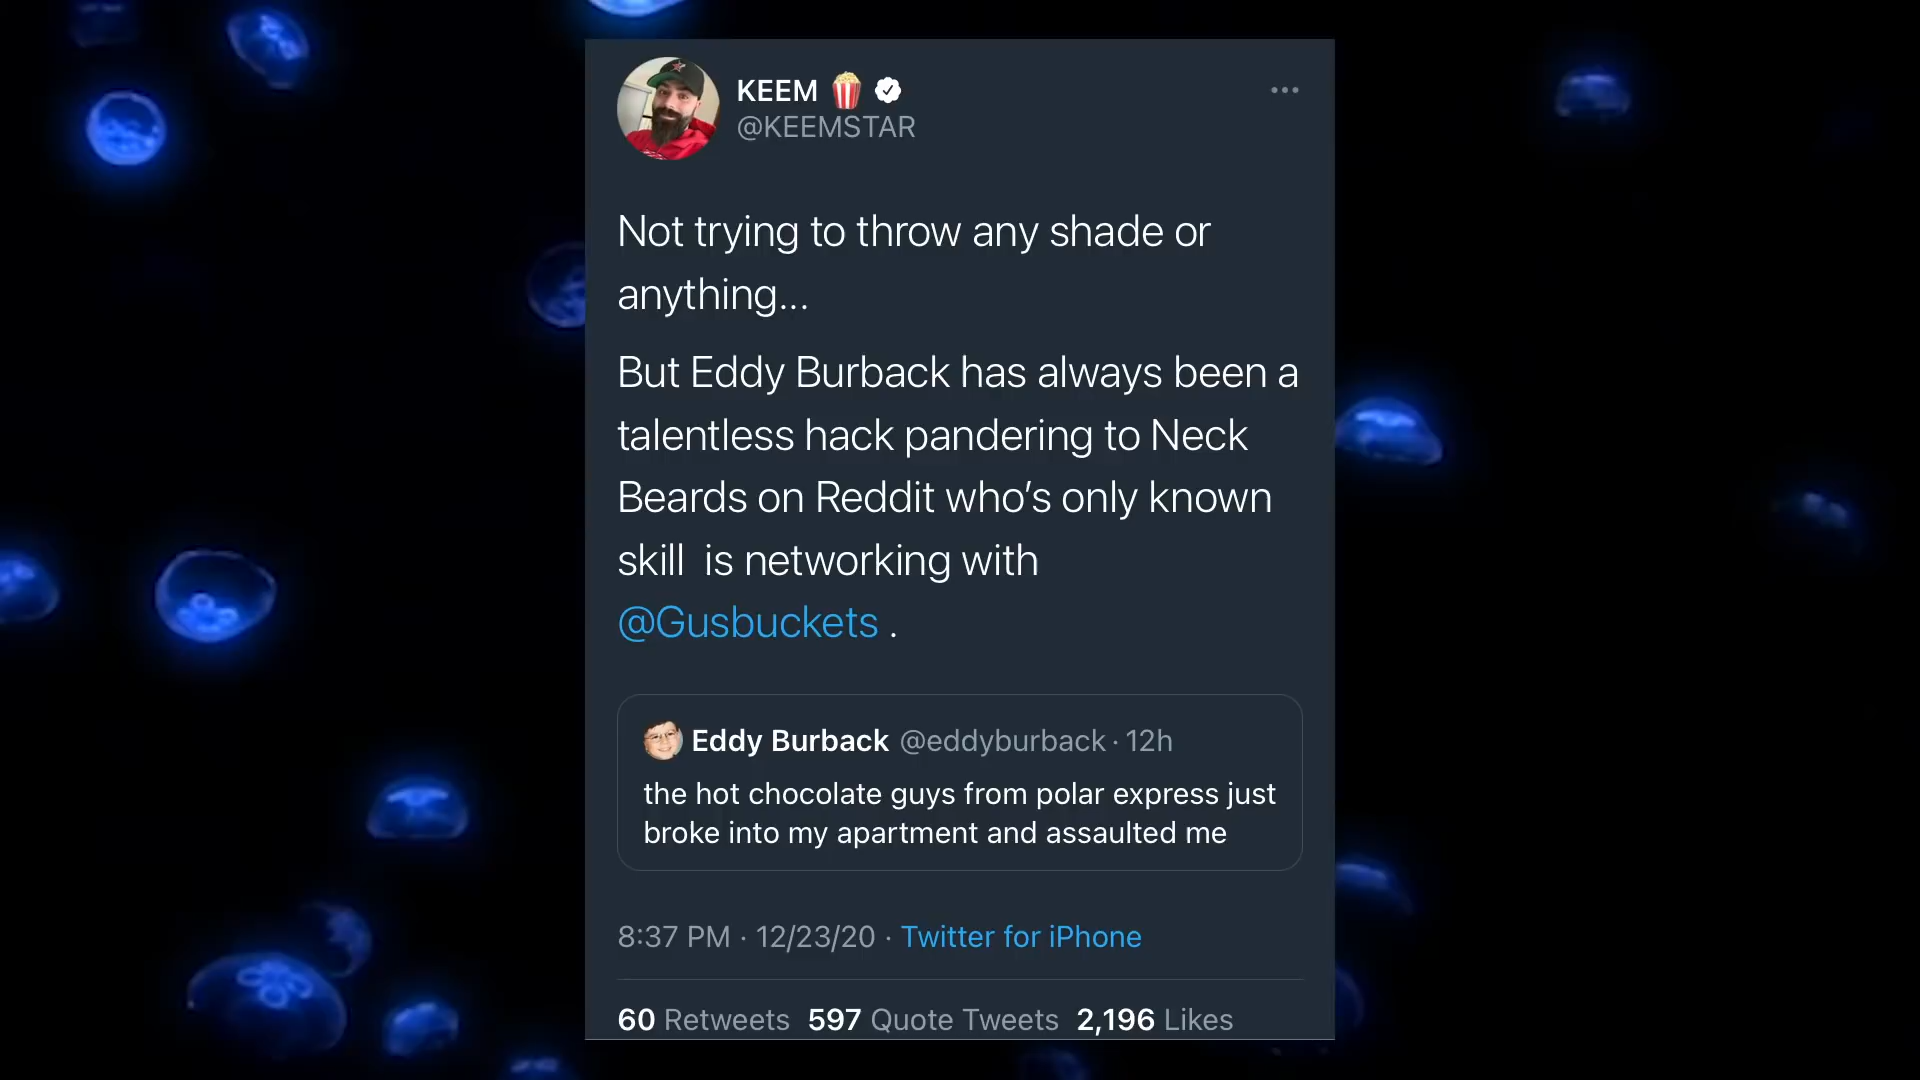 KEEM 🍿
@KEEMSTAR
Not trying to throw any shade or
anything...
But Eddy Burback has always been a
talentless hack pandering to Neck
Beards on Reddit who’s only known
skill  is networking with
@Gusbuckets .
Eddy Burback @eddyburback · 12h
the hot chocolate guys from polar express just
broke into my apartment and assaulted me
8:37 PM · 12/23/20 · Twitter for iPhone
60 Retweets 597 Quote Tweets 2,196 Likes